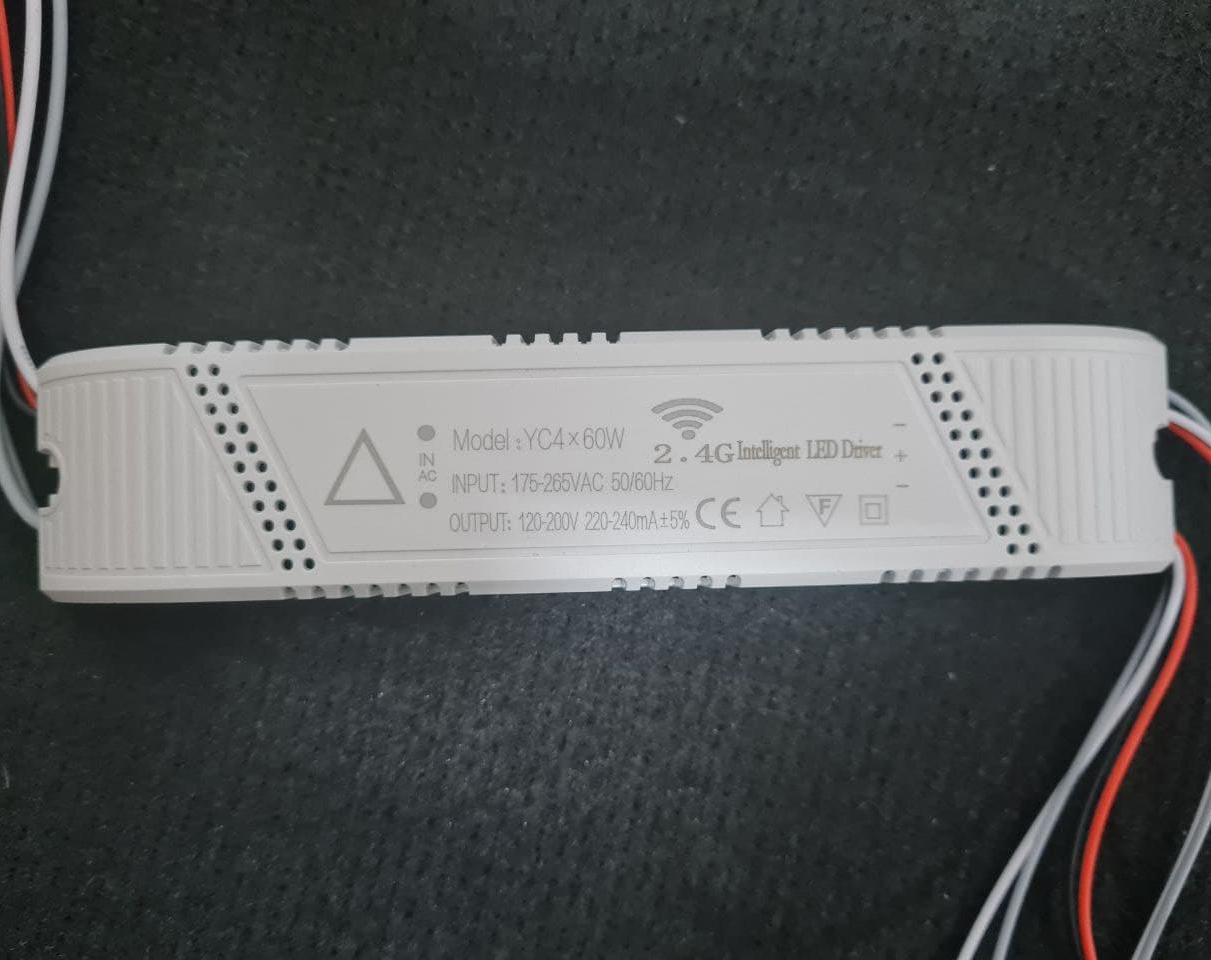 IN
AC
Model : YC4×60W
INPUT: 175-265VAC 50/60Hz
OUTPUT: 120-200V 220-240mA±5%
2.4G Intelligent LED Driver
CE
F
−
+
−